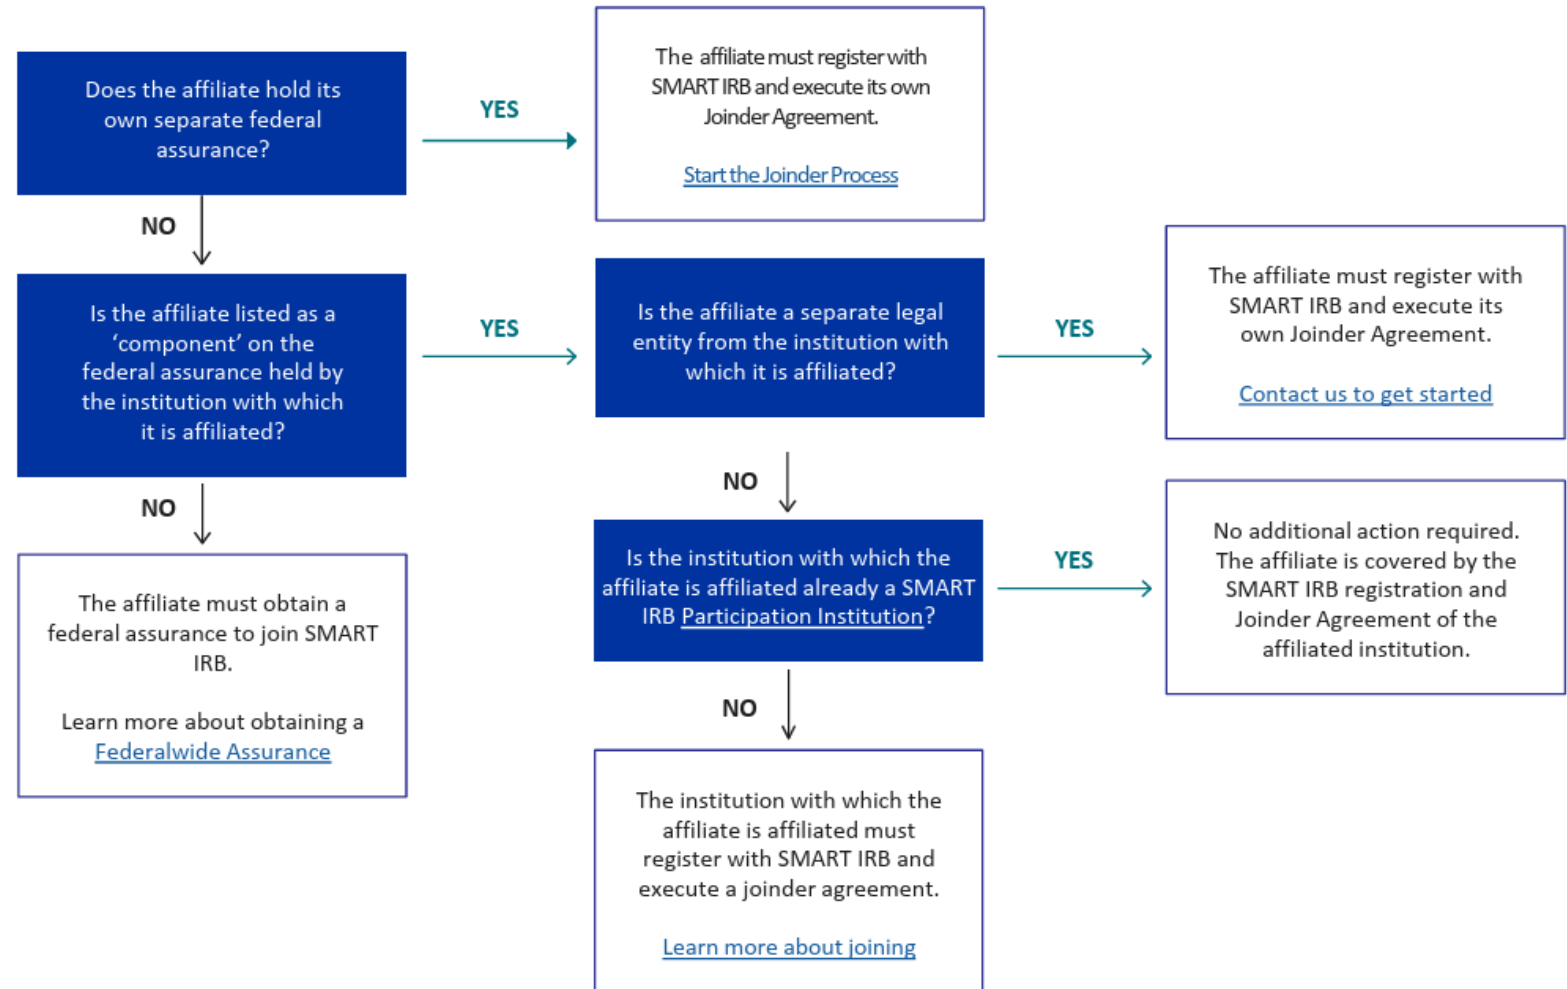 Does the affiliate hold its
own separate federal
assurance?
YES
The affiliate must register with
SMART IRB and execute its own
Joinder Agreement.
Start the Joinder Process
NO
Is the affiliate listed as a
‘component’ on the
federal assurance held by
the institution with which
it is affiliated?
YES
Is the affiliate a separate legal
entity from the institution with
which it is affiliated?
YES
The affiliate must register with
SMART IRB and execute its
own Joinder Agreement.
Contact us to get started
NO
The affiliate must obtain a
federal assurance to join SMART
IRB.
Learn more about obtaining a
Federalwide Assurance
NO
Is the institution with which the
affiliate is affiliated already a SMART
IRB Participation Institution?
YES
No additional action required.
The affiliate is covered by the
SMART IRB registration and
Joinder Agreement of the
affiliated institution.
NO
The institution with which the
affiliate is affiliated must
register with SMART IRB and
execute a joinder agreement.
Learn more about joining